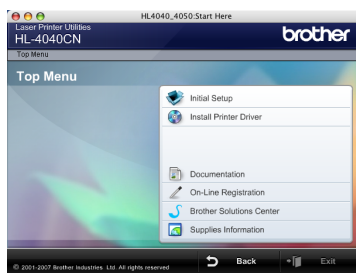 HL4040_4050:Start Here
Laser Printer Utilities
HL-4040CN
brother
Top Menu
Top Menu
Initial Setup
Install Printer Driver
Documentation
On-Line Registration
Brother Solutions Center
Supplies Information
© 2001-2007 Brother Industries Ltd. All rights reserved
Back
Exit